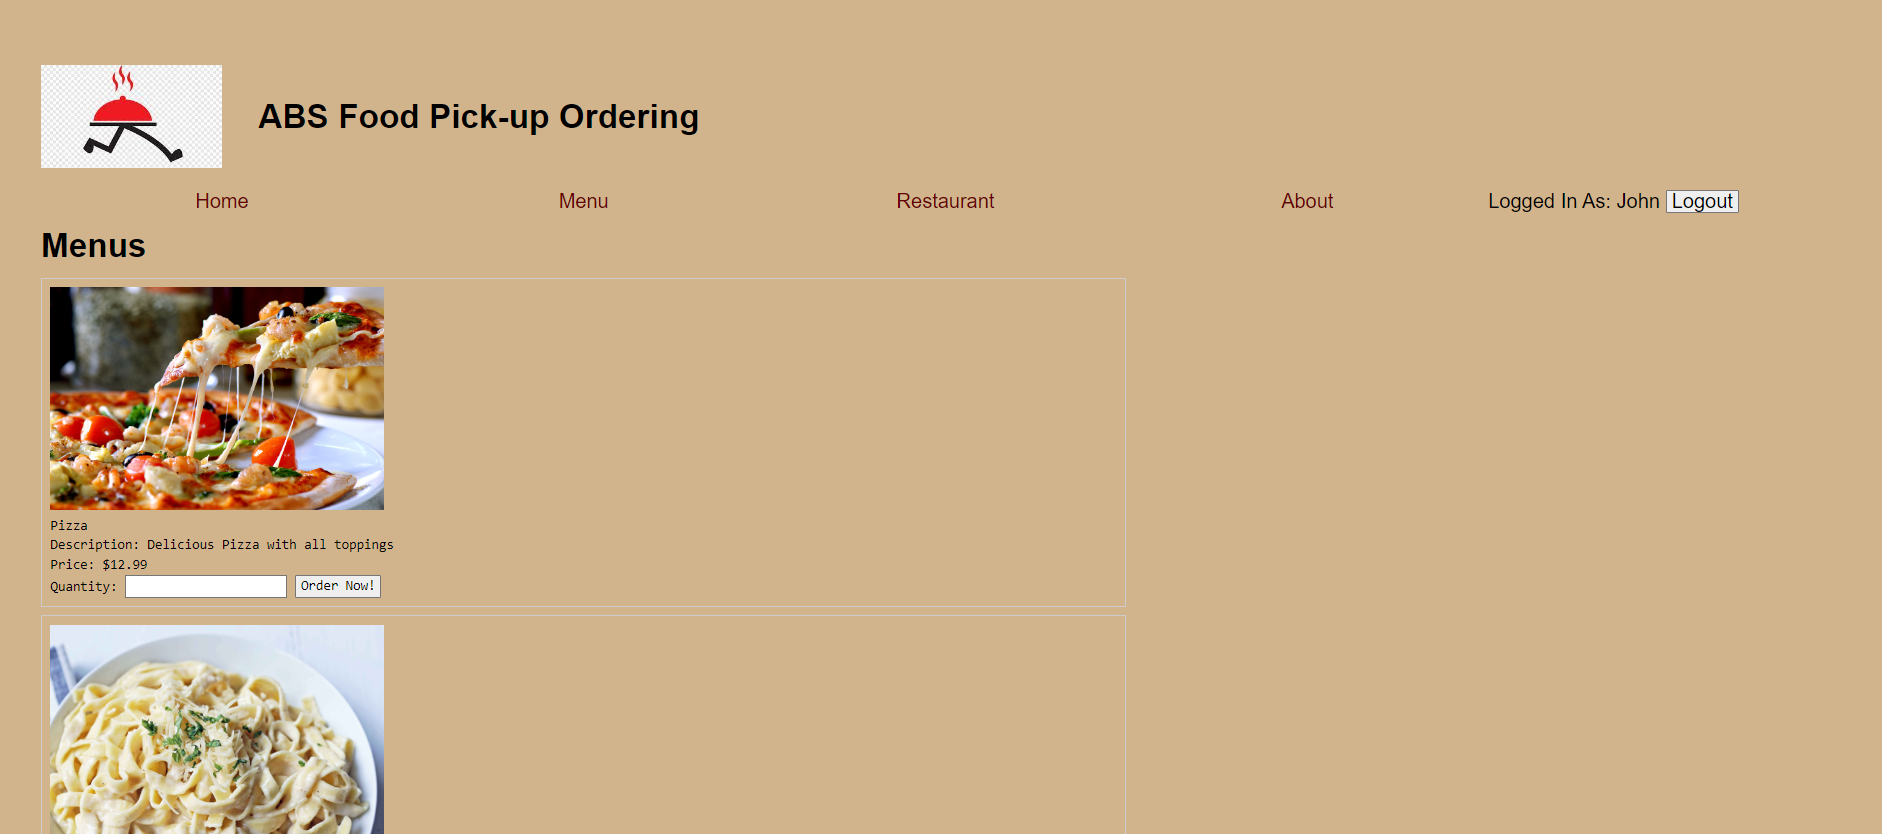 ABS Food Pick-up Ordering
Home Menu Restaurant About Logged In As: John Logout
Menus
Pizza
Description: Delicious Pizza with all toppings
Price: $12.99
Quantity: Order Now!